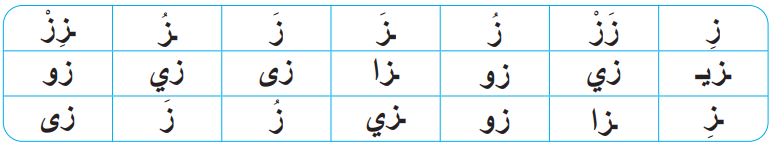 زِ زَزْ زُ ـزَ زَ ـزُ ـزِزْ
ـزيـ زي زو ـزا زى زي زو
ـزِ ـزا زو ـزي زُ زَ زى